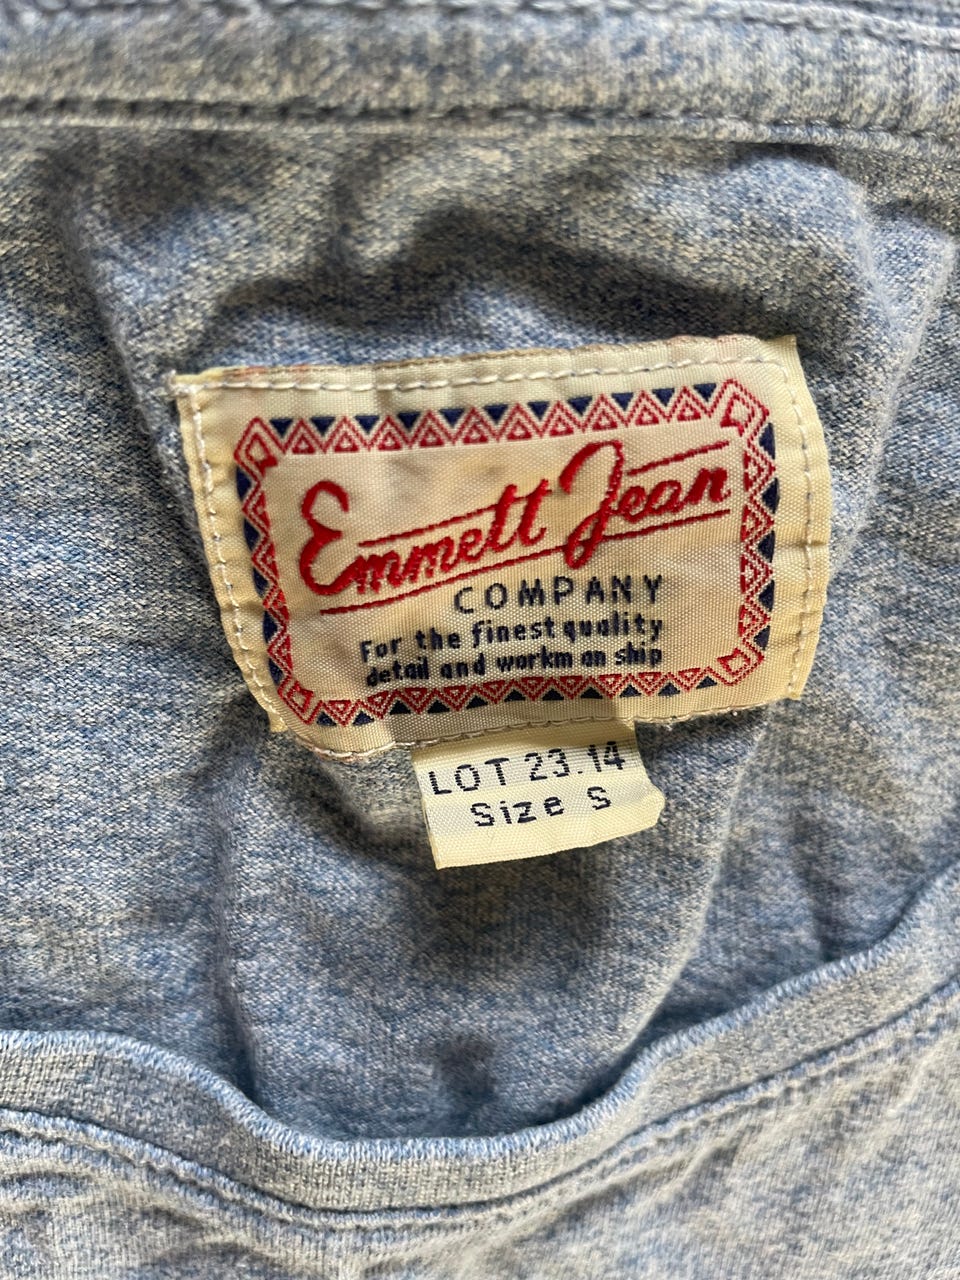 Emmett Jean
COMPANY
For the finest quality
detail and workm an ship
LOT 23.14
Size S